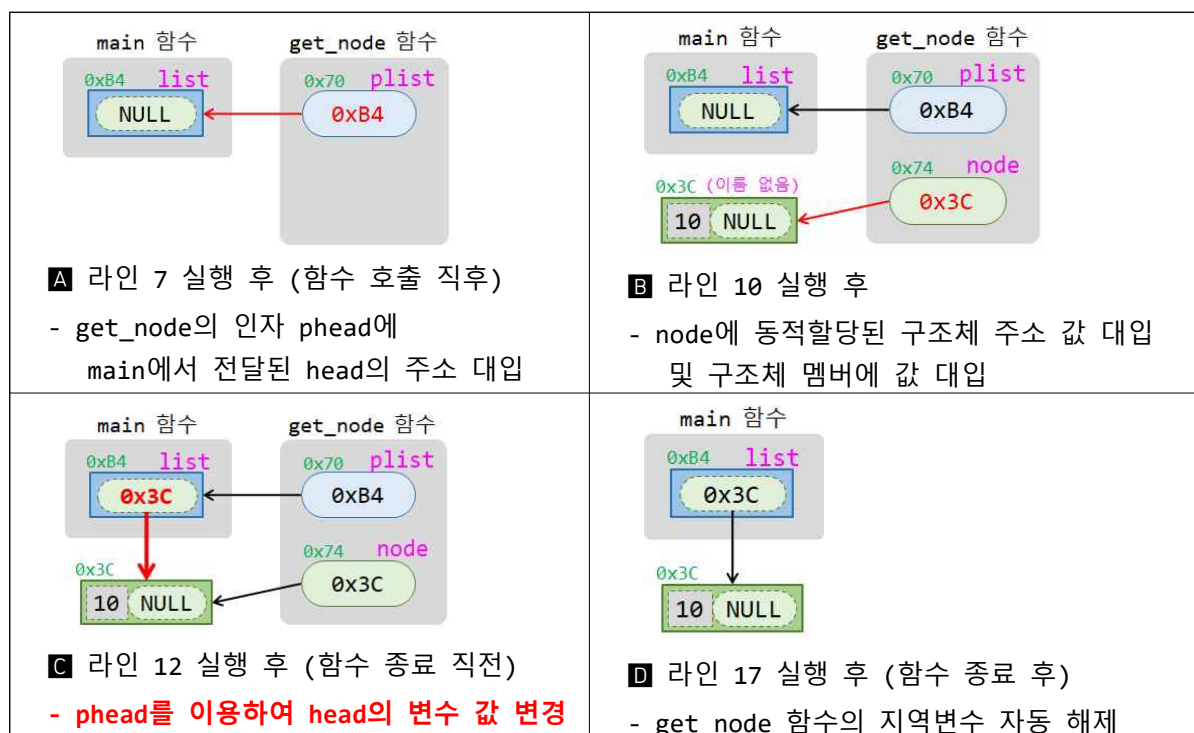 main 함수 get_node 함수
0xB4 list 0x70 plist
NULL 0xB4
A 라인 7 실행 후 (함수 호출 직후)
- get_node의 인자 phead에
main에서 전달된 head의 주소 대입
main 함수 get_node 함수
0xB4 list 0x70 plist
NULL 0xB4
0x74 node
0x3C (이름 없음)
0x3C
10 NULL
B 라인 10 실행 후
- node에 동적할당된 구조체 주소 값 대입
및 구조체 멤버에 값 대입
main 함수 get_node 함수
0xB4 list 0x70 plist
0x3C 0xB4
0x74 node
0x3C
0x3C
10 NULL
C 라인 12 실행 후 (함수 종료 직전)
- phead를 이용하여 head의 변수 값 변경
main 함수
0xB4 list
0x3C
0x3C
10 NULL
D 라인 17 실행 후 (함수 종료 후)
- get node 함수의 지역변수 자동 해제